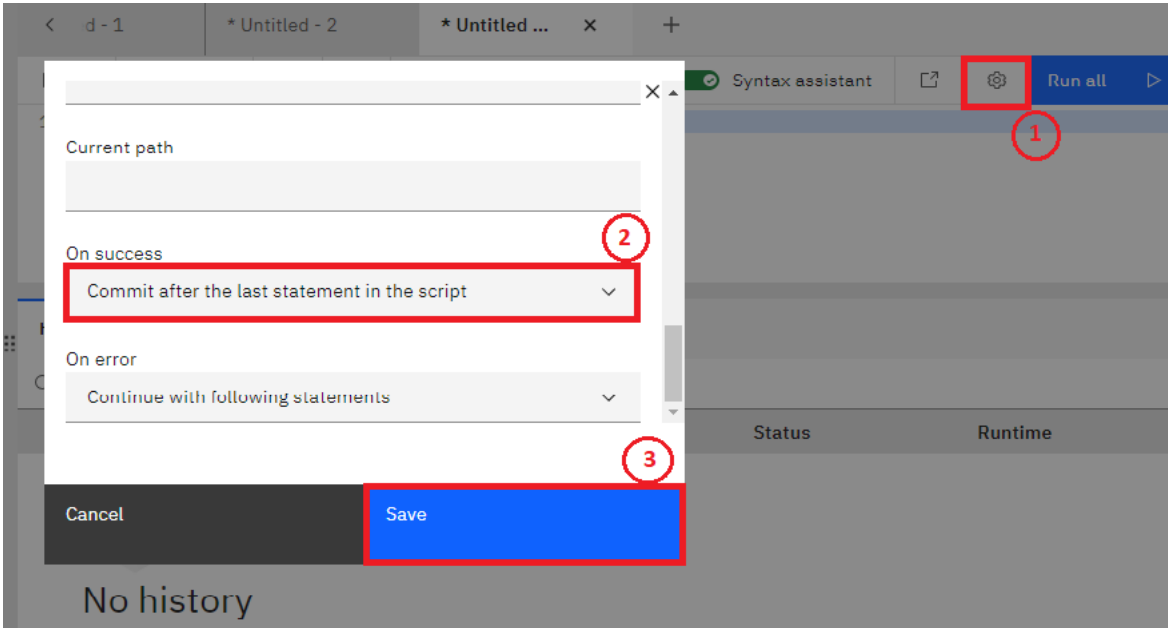 d - 1
* Untitled - 2
* Untitled ...
Syntax assistant
Run all
1
Current path
2
On success
Commit after the last statement in the script
On error
Continue with following statements
Status
Runtime
3
Cancel
Save
No history